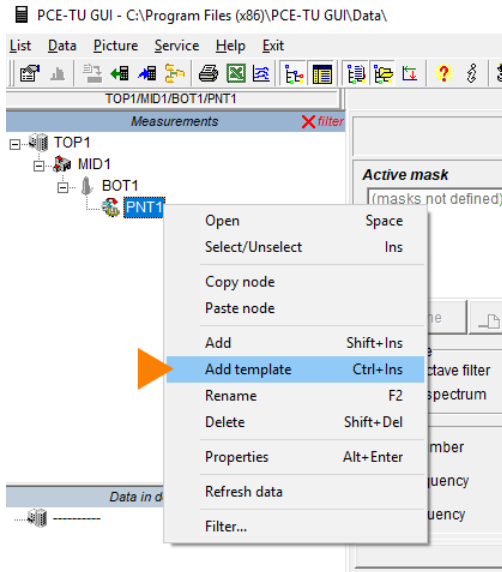 PCE-TU GUI - C:\Program Files (x86)\PCE-TU GUI\Data\
List Data Picture Service Help Exit
TOP1/MID1/BOT1/PNT1
Measurements filter
TOP1
MID1
BOT1
PNT1
Active mask
(masks not defined)
Open Space
Select/Unselect Ins
Copy node
Paste node
Add Shift+Ins
Add template Ctrl+Ins
Rename F2
Delete Shift+Del
Properties Alt+Enter
Refresh data
Filter...
ctave filter
spectrum
mber
quency
uency
Data in d
----------